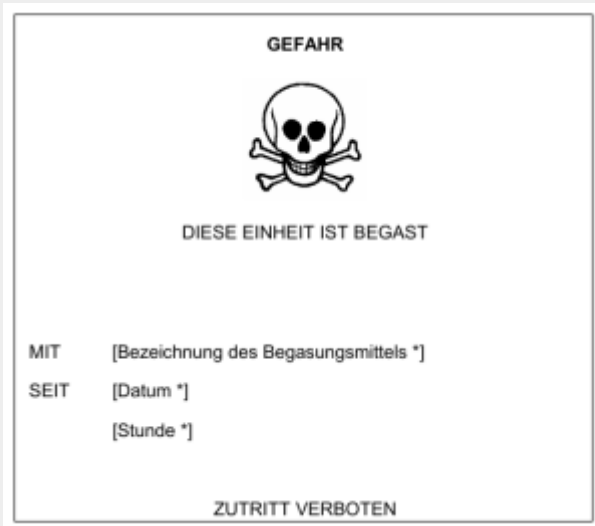 GEFAHR
DIESE EINHEIT IST BEGAST
MIT [Bezeichnung des Begasungsmittels *]
SEIT [Datum *]
[Stunde *]
ZUTRITT VERBOTEN